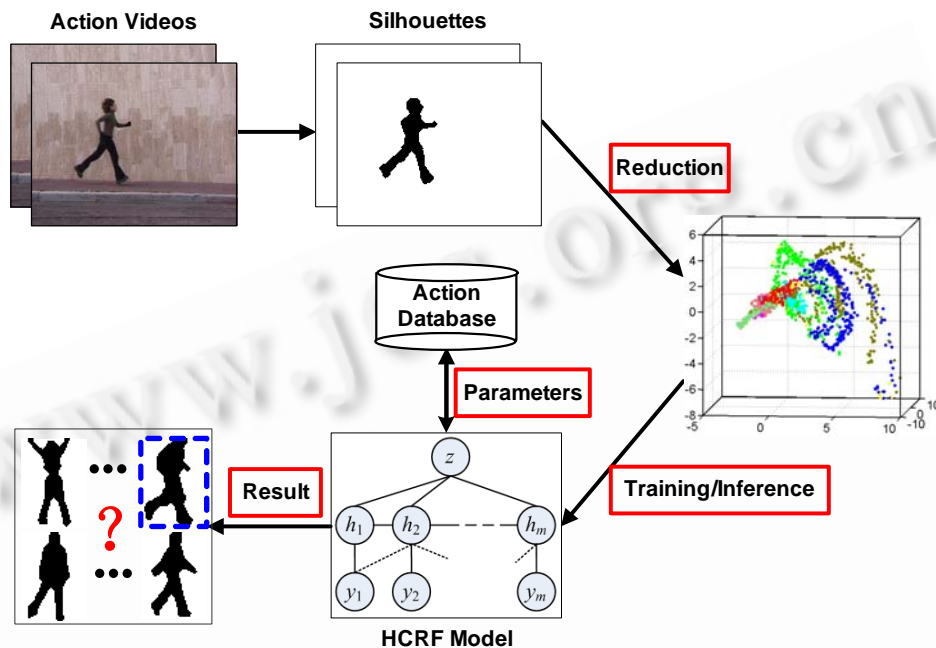 Action Videos
Silhouettes
Reduction
6
4
2
0
-2
-4
-6
-8
-5
0
5
10
-10
0
10
Action
Database
Parameters
Training/Inference
Result
?
z
h1
h2
hm
y1
y2
ym
HCRF Model